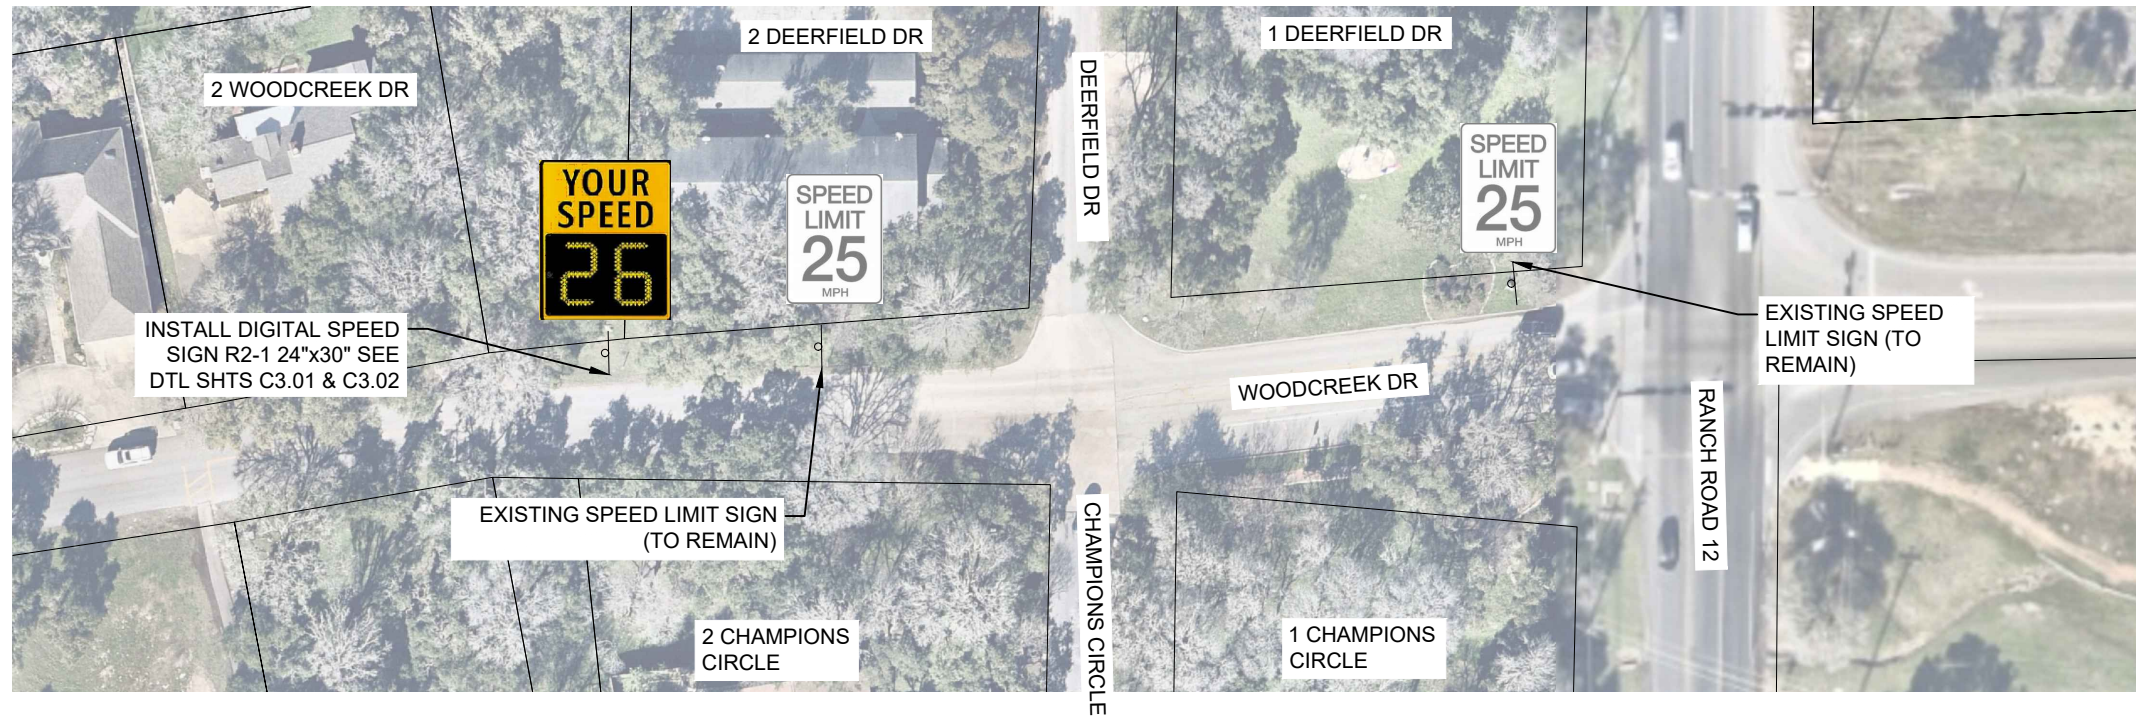 2 DEERFIELD DR
1 DEERFIELD DR
2 WOODCREEK DR
DEERFIELD DR
SPEED
LIMIT
25
MPH
YOUR
SPEED
26
SPEED
LIMIT
25
MPH
INSTALL DIGITAL SPEED
SIGN R2-1 24"x30" SEE
DTL SHTS C3.01 & C3.02
EXISTING SPEED
LIMIT SIGN (TO
REMAIN)
WOODCREEK DR
RANCH ROAD 12
EXISTING SPEED LIMIT SIGN
(TO REMAIN)
CHAMPIONS CIRCLE
2 CHAMPIONS
CIRCLE
1 CHAMPIONS
CIRCLE